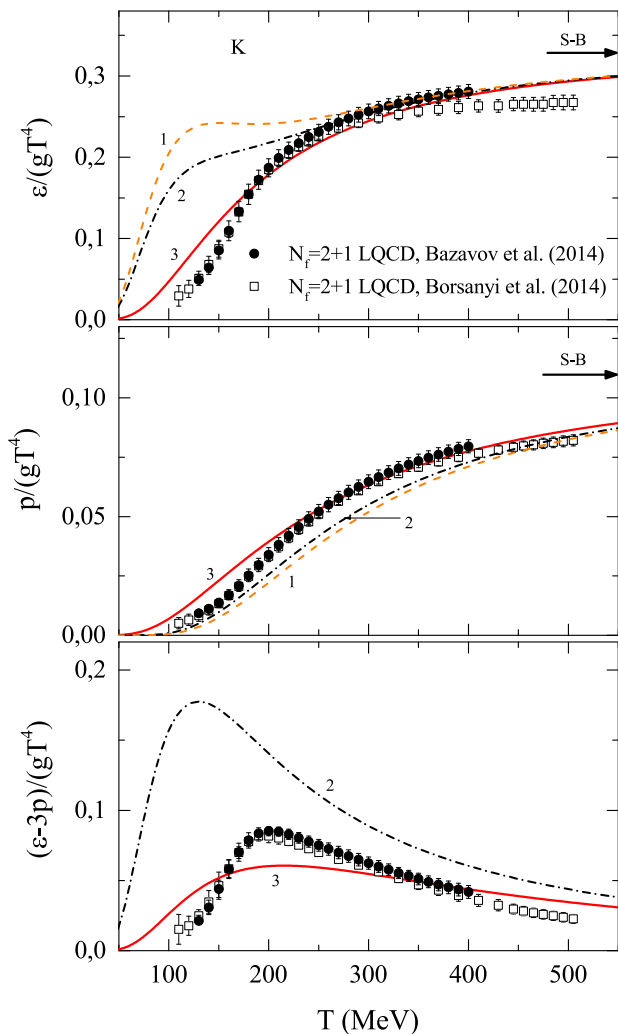 K
S-B
0,3
0,2
0,1
0,0
ε/(gT⁴)
1
2
3
N_f=2+1 LQCD, Bazavov et al. (2014)
N_f=2+1 LQCD, Borsanyi et al. (2014)
S-B
0,10
0,05
0,00
p/(gT⁴)
3
2
1
0,2
0,1
0,0
(ε-3p)/(gT⁴)
2
3
100 200 300 400 500
T (MeV)